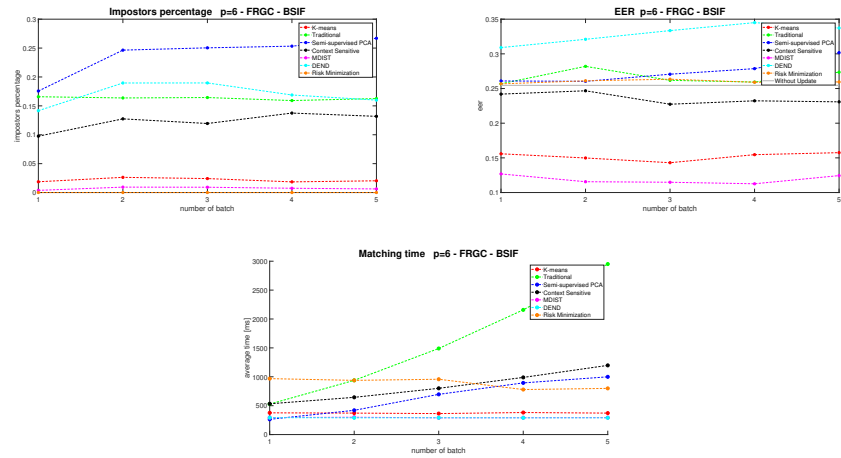 Impostors percentage p=6 - FRGC - BSIF
0.3
0.25
0.2
0.15
0.1
0.05
0
impostors percentage
1
2
3
4
5
number of batch
K-means
Traditional
Semi-supervised PCA
Context Sensitive
MDIST
DEND
Risk Minimization
EER p=6 - FRGC - BSIF
0.35
0.3
0.25
0.2
0.15
0.1
eer
1
2
3
4
5
number of batch
K-means
Traditional
Semi-supervised PCA
Context Sensitive
MDIST
DEND
Risk Minimization
Without Update
Matching time p=6 - FRGC - BSIF
3000
2500
2000
1500
1000
500
0
average time [ms]
1
2
3
4
5
number of batch
K-means
Traditional
Semi-supervised PCA
Context Sensitive
MDIST
DEND
Risk Minimization